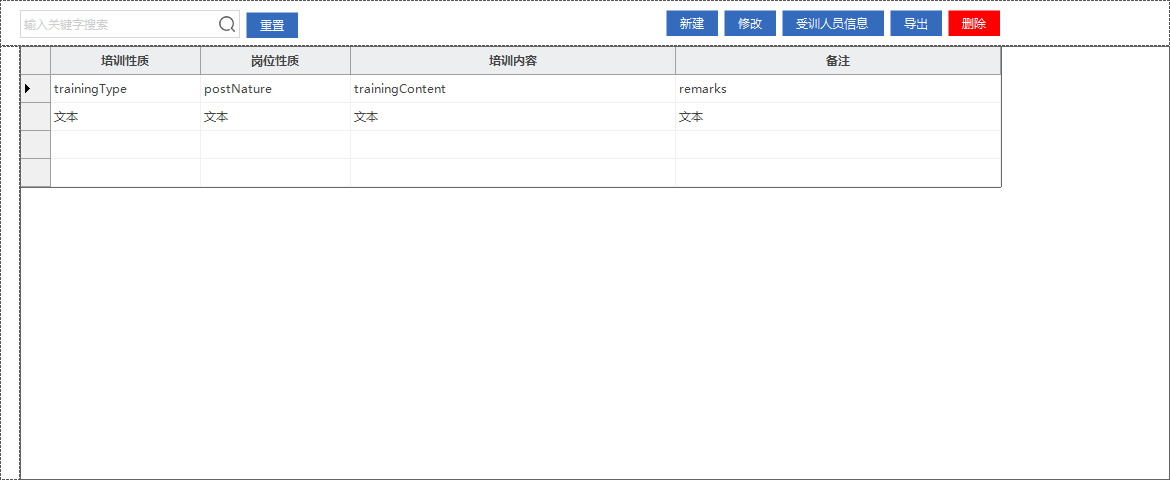 输入关键字搜索 重置 新建 修改 受训人员信息 导出 删除
培训性质 岗位性质 培训内容 备注
trainingType postNature trainingContent remarks
文本 文本 文本 文本